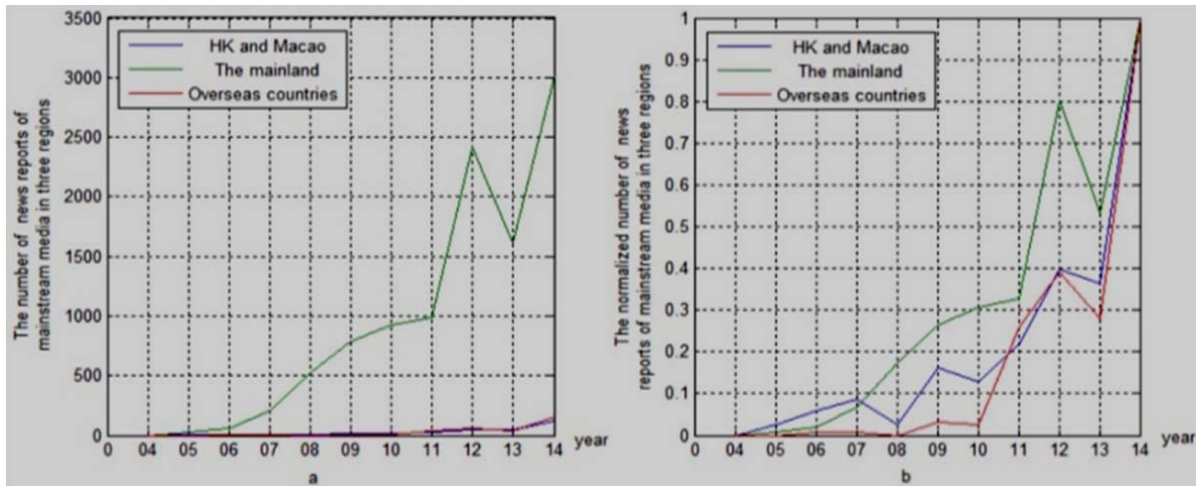 The number of news reports of
mainstream media in three regions
3500
3000
2500
2000
1500
1000
500
0
HK and Macao
The mainland
Overseas countries
0 04 05 06 07 08 09 10 11 12 13 14 year
a
The normalized number of news
reports of mainstream media in three regions
1
0.9
0.8
0.7
0.6
0.5
0.4
0.3
0.2
0.1
0
HK and Macao
The mainland
Overseas countries
0 04 05 06 07 08 09 10 11 12 13 14 year
b